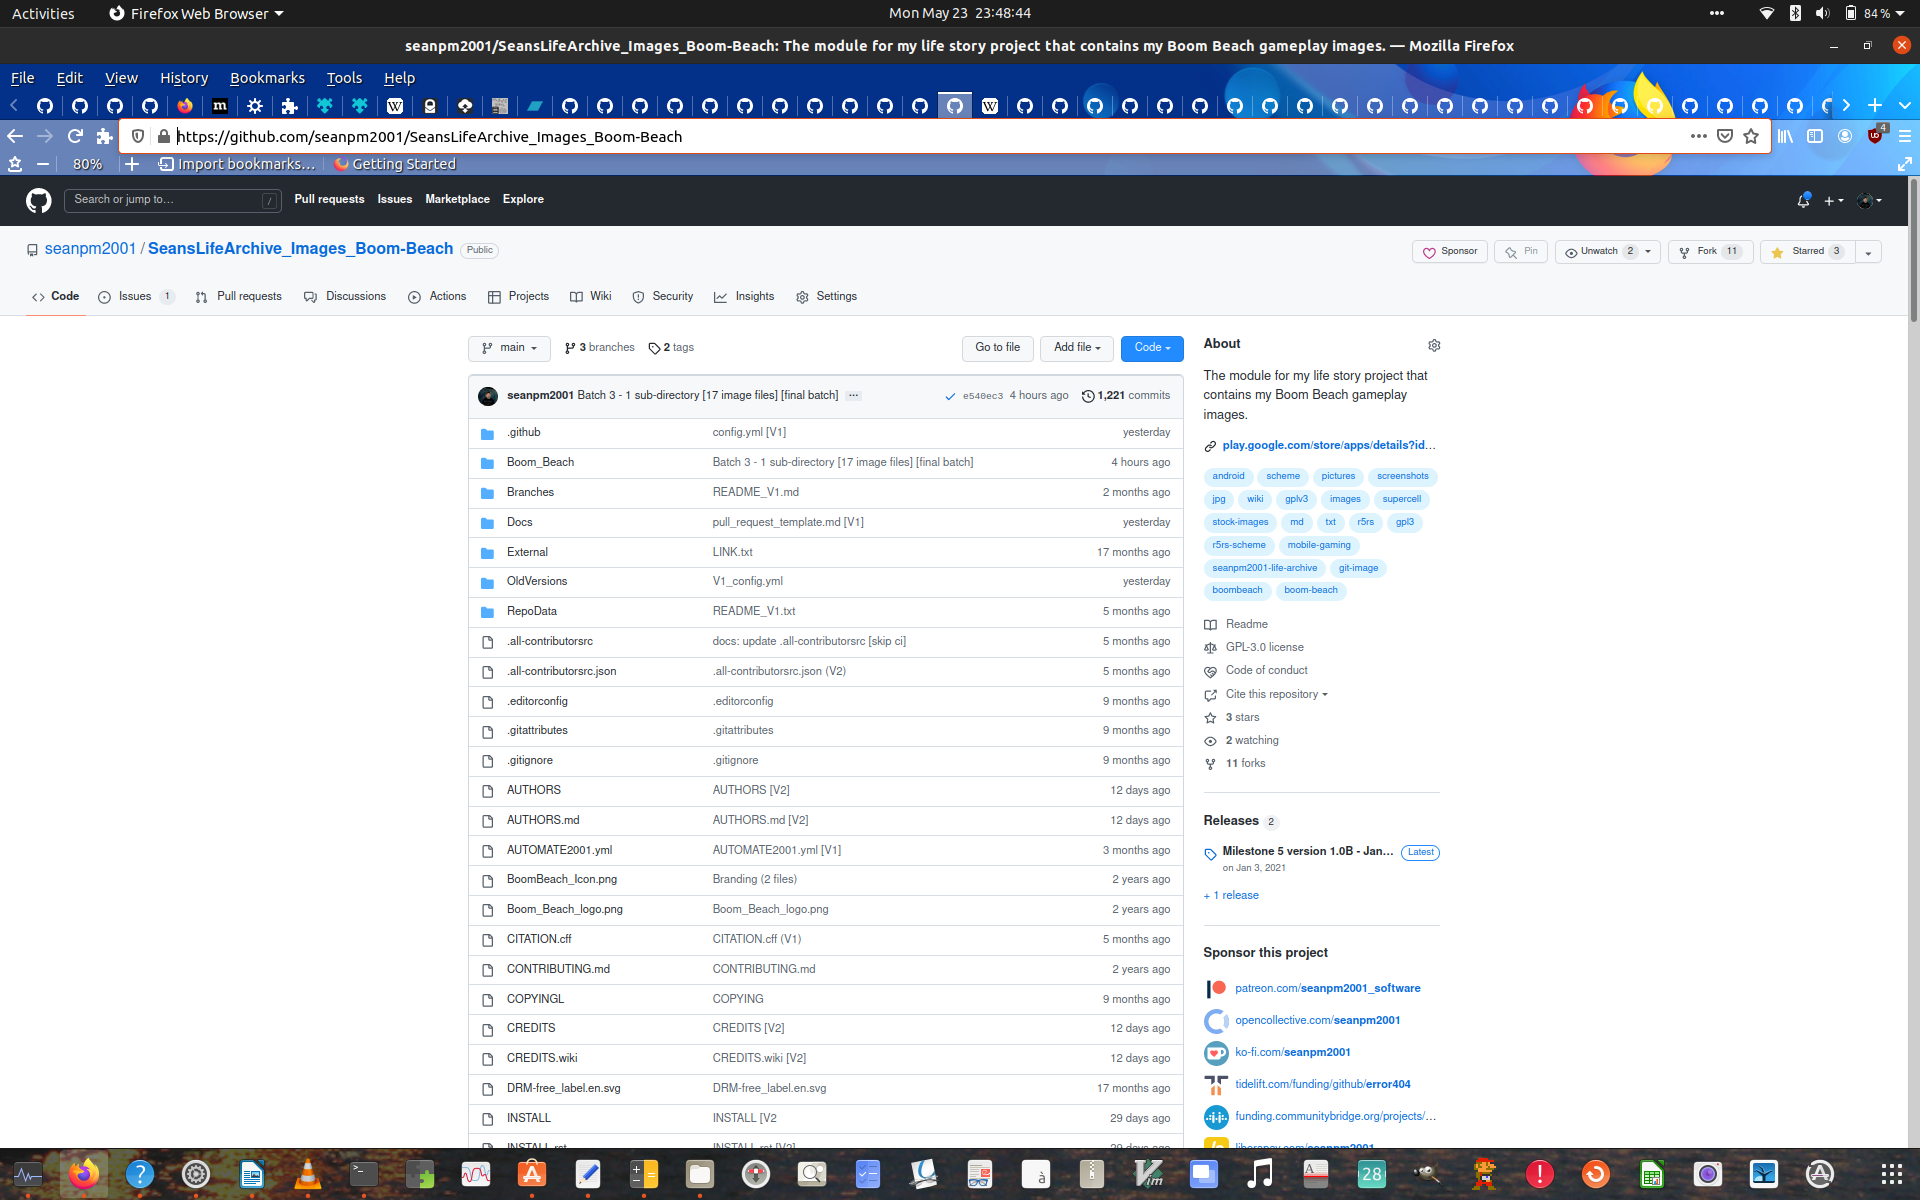 Activities Firefox Web Browser Mon May 23 23:48:44 84 %
seanpm2001/SeansLifeArchive_Images_Boom-Beach: The module for my life story project that contains my Boom Beach gameplay images. — Mozilla Firefox
File Edit View History Bookmarks Tools Help
https://github.com/seanpm2001/SeansLifeArchive_Images_Boom-Beach 4
80% Import bookmarks... Getting Started
Search or jump to... / Pull requests Issues Marketplace Explore
seanpm2001 / SeansLifeArchive_Images_Boom-Beach Public Sponsor Pin Unwatch 2 Fork 11 Starred 3
Code Issues 1 Pull requests Discussions Actions Projects Wiki Security Insights Settings
main 3 branches 2 tags Go to file Add file Code
seanpm2001 Batch 3 - 1 sub-directory [17 image files] [final batch] ... e540ec3 4 hours ago 1,221 commits
.github config.yml [V1] yesterday
Boom_Beach Batch 3 - 1 sub-directory [17 image files] [final batch] 4 hours ago
Branches README_V1.md 2 months ago
Docs pull_request_template.md [V1] yesterday
External LINK.txt 17 months ago
OldVersions V1_config.yml yesterday
RepoData README_V1.txt 5 months ago
.all-contributorsrc docs: update .all-contributorsrc [skip ci] 5 months ago
.all-contributorsrc.json .all-contributorsrc.json (V2) 5 months ago
.editorconfig .editorconfig 9 months ago
.gitattributes .gitattributes 9 months ago
.gitignore .gitignore 9 months ago
AUTHORS AUTHORS [V2] 12 days ago
AUTHORS.md AUTHORS.md [V2] 12 days ago
AUTOMATE2001.yml AUTOMATE2001.yml [V1] 3 months ago
BoomBeach_Icon.png Branding (2 files) 2 years ago
Boom_Beach_logo.png Boom_Beach_logo.png 2 years ago
CITATION.cff CITATION.cff (V1) 5 months ago
CONTRIBUTING.md CONTRIBUTING.md 2 years ago
COPYINGL COPYING 9 months ago
CREDITS CREDITS [V2] 12 days ago
CREDITS.wiki CREDITS.wiki [V2] 12 days ago
DRM-free_label.en.svg DRM-free_label.en.svg 17 months ago
INSTALL INSTALL [V2 29 days ago
INSTALL.rst INSTALL.rst [V2] 29 days ago
About
The module for my life story project that
contains my Boom Beach gameplay
images.
play.google.com/store/apps/details?id...
android scheme pictures screenshots
jpg wiki gplv3 images supercell
stock-images md txt r5rs gpl3
r5rs-scheme mobile-gaming
seanpm2001-life-archive git-image
boombeach boom-beach
Readme
GPL-3.0 license
Code of conduct
Cite this repository
3 stars
2 watching
11 forks
Releases 2
Milestone 5 version 1.0B - Jan... Latest
on Jan 3, 2021
+ 1 release
Sponsor this project
patreon.com/seanpm2001_software
opencollective.com/seanpm2001
ko-fi.com/seanpm2001
tidelift.com/funding/github/error404
funding.communitybridge.org/projects/...
liberapay.com/seanpm2001
28